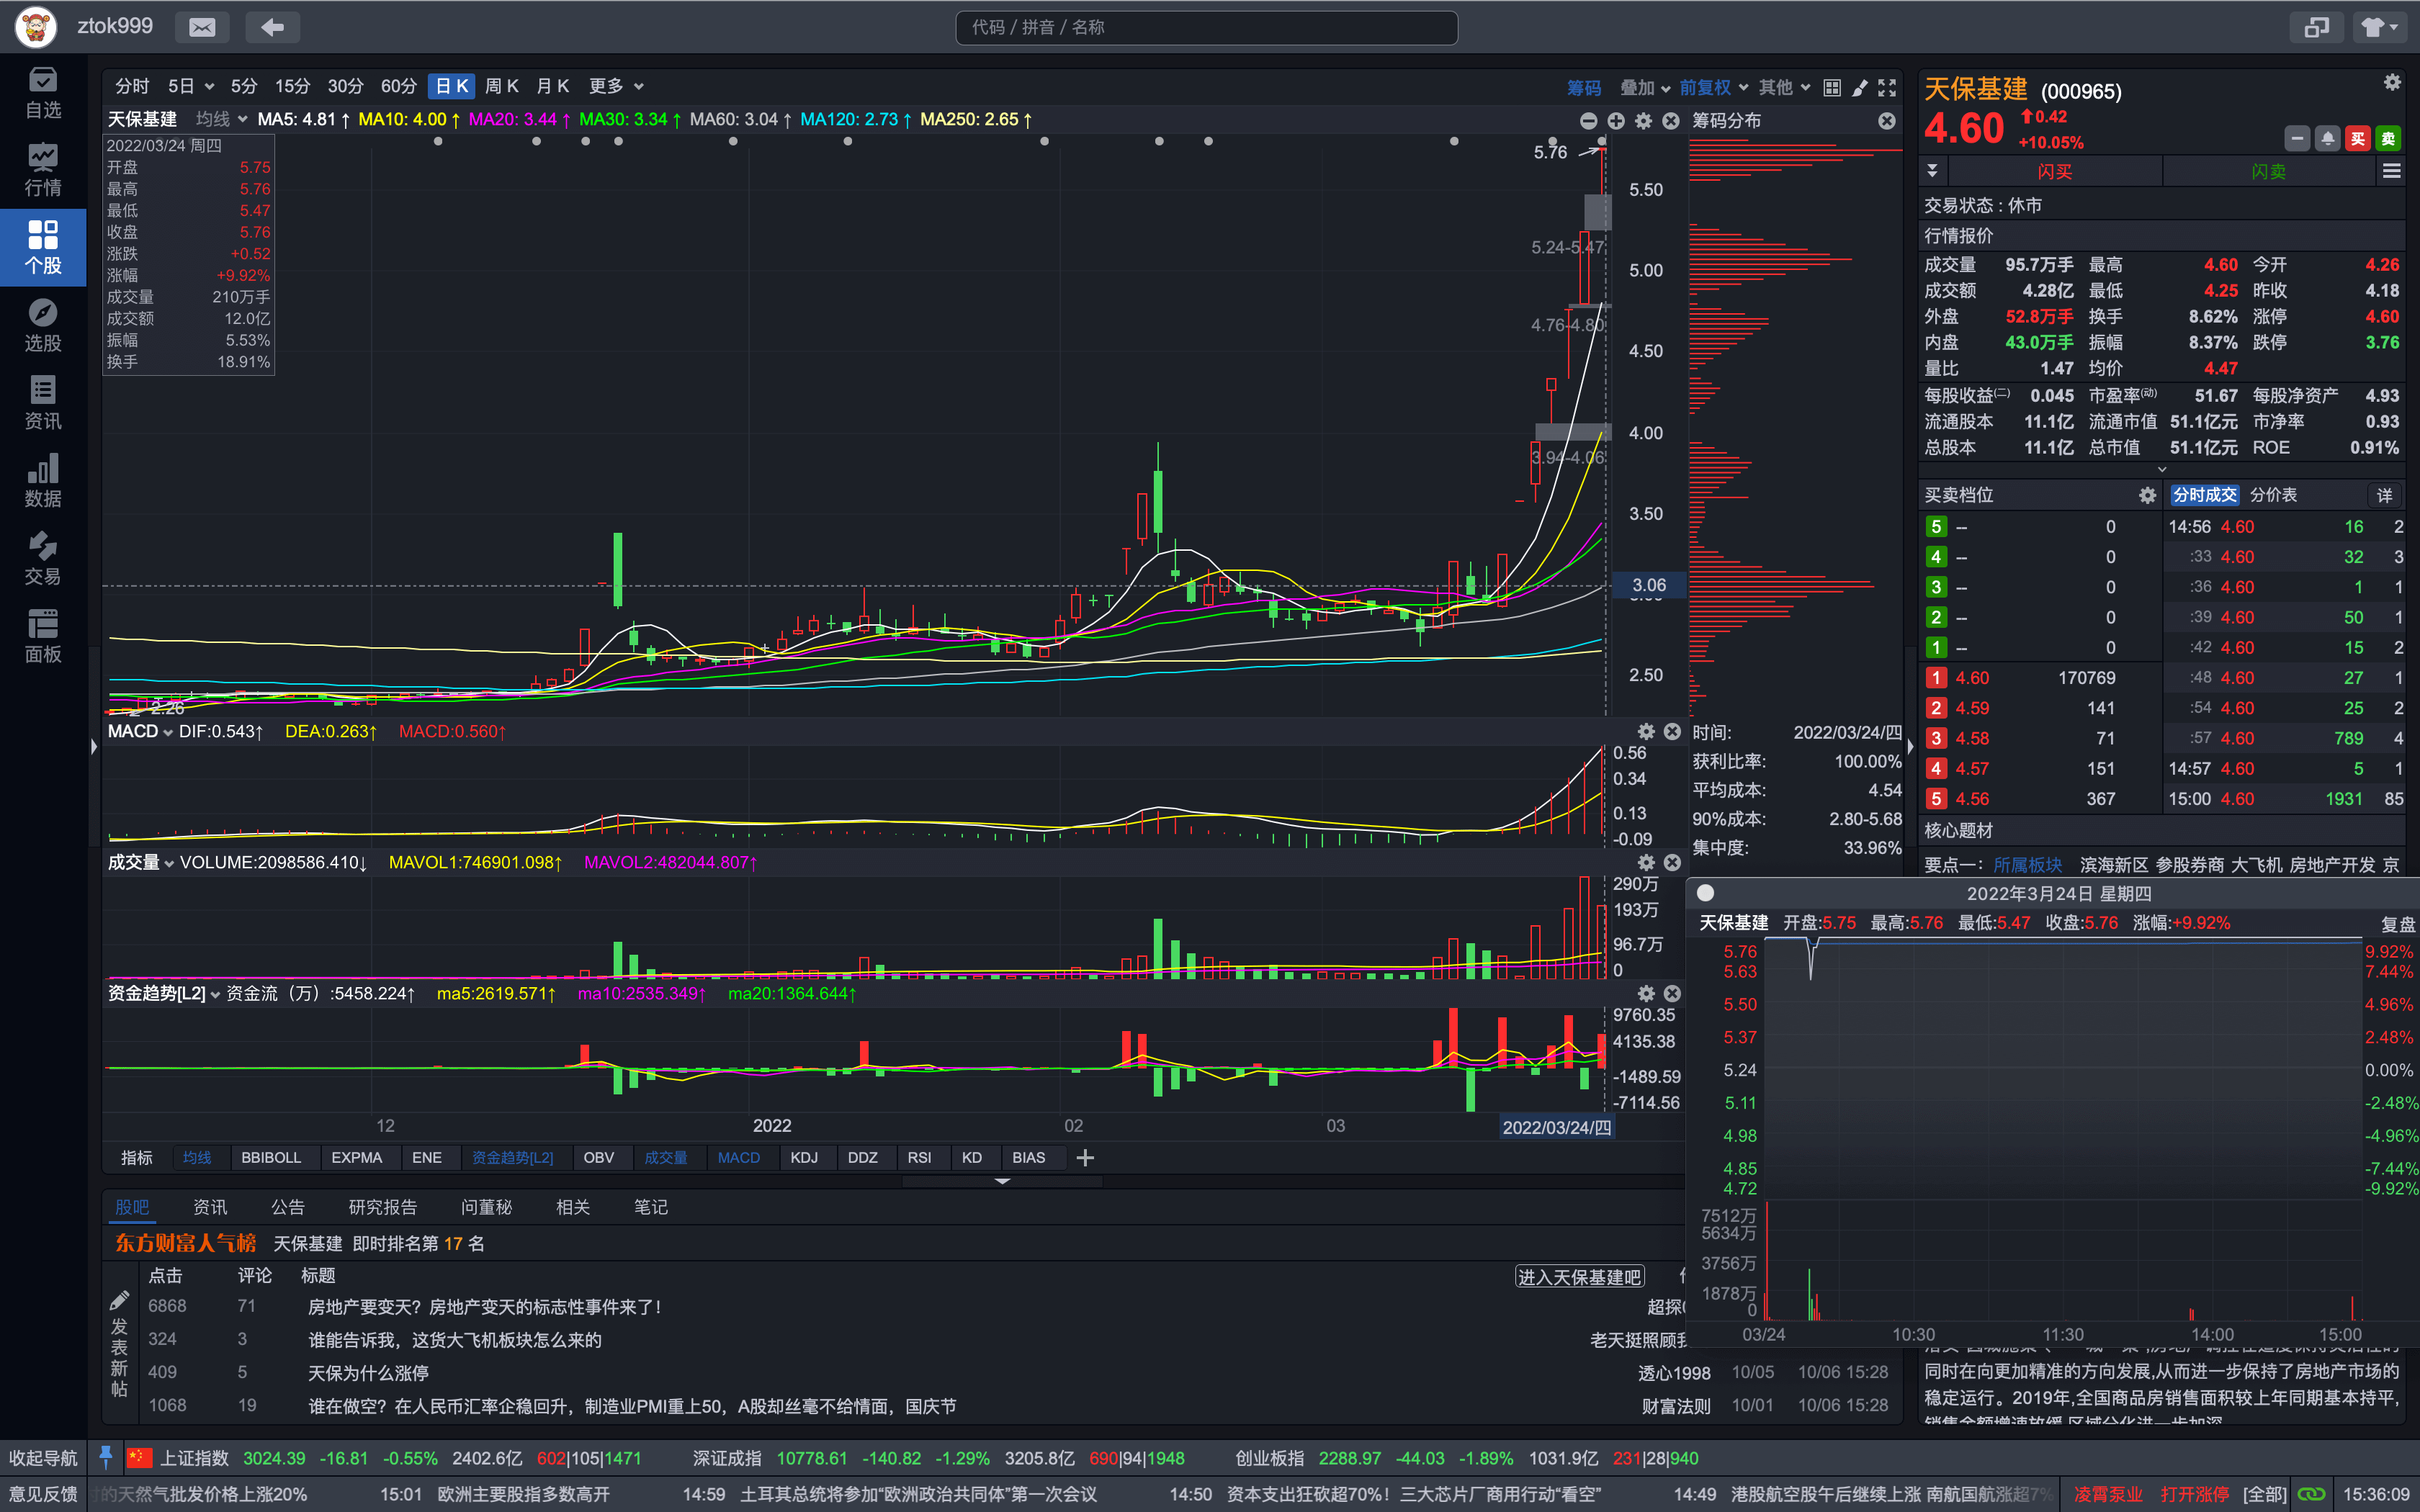 ztok999
代码 / 拼音 / 名称
自选
行情
个股
选股
资讯
数据
交易
面板
分时 5日 5分 15分 30分 60分 日K 周K 月K 更多
筹码 叠加 前复权 其他
天保基建 均线 MA5: 4.81↑ MA10: 4.00↑ MA20: 3.44↑ MA30: 3.34↑ MA60: 3.04↑ MA120: 2.73↑ MA250: 2.65↑
筹码分布
2022/03/24 周四
开盘 5.75
最高 5.76
最低 5.47
收盘 5.76
涨跌 +0.52
涨幅 +9.92%
成交量 210万手
成交额 12.0亿
振幅 5.53%
换手 18.91%
5.76
5.50
5.24-5.47
5.00
4.76-4.80
4.50
4.00
3.94-4.06
3.50
3.06
2.50
2.26
MACD DIF:0.543↑ DEA:0.263↑ MACD:0.560↑
0.56
0.34
0.13
-0.09
成交量 VOLUME:2098586.410↓ MAVOL1:746901.098↑ MAVOL2:482044.807↑
290万
193万
96.7万
0
资金趋势[L2] 资金流（万）:5458.224↑ ma5:2619.571↑ ma10:2535.349↑ ma20:1364.644↑
9760.35
4135.38
-1489.59
-7114.56
12 2022 02 03 2022/03/24/四
指标 均线 BBIBOLL EXPMA ENE 资金趋势[L2] OBV 成交量 MACD KDJ DDZ RSI KD BIAS
时间: 2022/03/24/四
获利比率: 100.00%
平均成本: 4.54
90%成本: 2.80-5.68
集中度: 33.96%
股吧 资讯 公告 研究报告 问董秘 相关 笔记
东方财富人气榜 天保基建 即时排名第 17 名
点击 评论 标题 进入天保基建吧
发表新帖
6868 71 房地产要变天？房地产变天的标志性事件来了！ 超探
324 3 谁能告诉我，这货大飞机板块怎么来的 老天挺照顾我
409 5 天保为什么涨停 透心1998 10/05 10/06 15:28
1068 19 谁在做空？在人民币汇率企稳回升，制造业PMI重上50，A股却丝毫不给情面，国庆节 财富法则 10/01 10/06 15:28
天保基建 (000965)
4.60 0.42
+10.05%
买 卖
闪买 闪卖
交易状态 : 休市
行情报价
成交量 95.7万手 最高 4.60 今开 4.26
成交额 4.28亿 最低 4.25 昨收 4.18
外盘 52.8万手 换手 8.62% 涨停 4.60
内盘 43.0万手 振幅 8.37% 跌停 3.76
量比 1.47 均价 4.47
每股收益(二) 0.045 市盈率(动) 51.67 每股净资产 4.93
流通股本 11.1亿 流通市值 51.1亿元 市净率 0.93
总股本 11.1亿 总市值 51.1亿元 ROE 0.91%
买卖档位 分时成交 分价表 详
5 -- 0 14:56 4.60 16 2
4 -- 0 :33 4.60 32 3
3 -- 0 :36 4.60 1 1
2 -- 0 :39 4.60 50 1
1 -- 0 :42 4.60 15 2
1 4.60 170769 :48 4.60 27 1
2 4.59 141 :54 4.60 25 2
3 4.58 71 :57 4.60 789 4
4 4.57 151 14:57 4.60 5 1
5 4.56 367 15:00 4.60 1931 85
核心题材
要点一： 所属板块 滨海新区 参股券商 大飞机 房地产开发 京
2022年3月24日 星期四
天保基建 开盘:5.75 最高:5.76 最低:5.47 收盘:5.76 涨幅:+9.92% 复盘
5.76 9.92%
5.63 7.44%
5.50 4.96%
5.37 2.48%
5.24 0.00%
5.11 -2.48%
4.98 -4.96%
4.85 -7.44%
4.72 -9.92%
7512万
5634万
3756万
1878万
0
03/24 10:30 11:30 14:00 15:00
同时在向更加精准的方向发展,从而进一步保持了房地产市场的
稳定运行。2019年,全国商品房销售面积较上年同期基本持平,
销售金额增速放缓,区域分化进一步加深
收起导航 上证指数 3024.39 -16.81 -0.55% 2402.6亿 602|105|1471 深证成指 10778.61 -140.82 -1.29% 3205.8亿 690|94|1948 创业板指 2288.97 -44.03 -1.89% 1031.9亿 231|28|940
意见反馈 的天然气批发价格上涨20% 15:01 欧洲主要股指多数高开 14:59 土耳其总统将参加“欧洲政治共同体”第一次会议 14:50 资本支出狂砍超70%！三大芯片厂商用行动“看空” 14:49 港股航空股午后继续上涨 南航国航涨超7% 凌霄泵业 打开涨停 [全部] 15:36:09